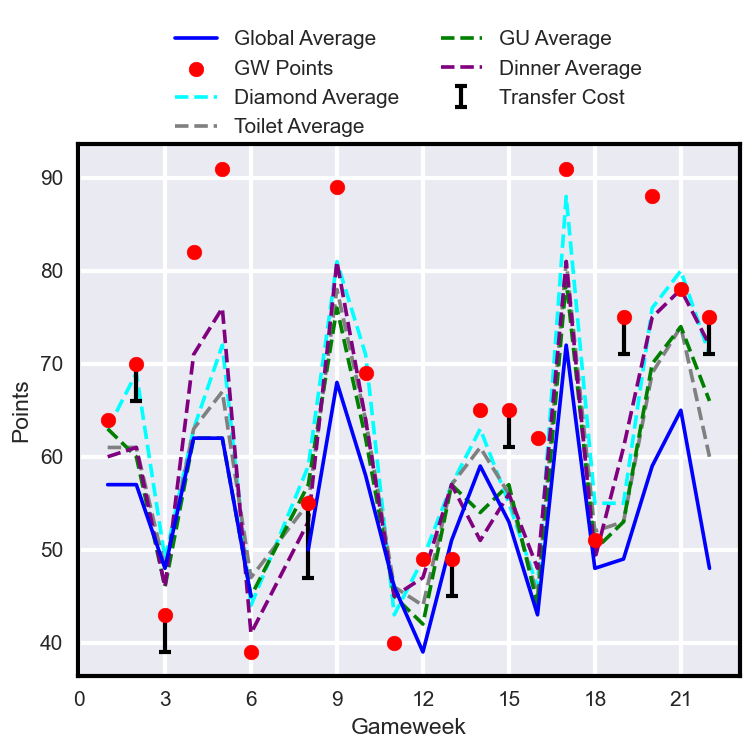 Global Average
GW Points
Diamond Average
Toilet Average
GU Average
Dinner Average
Transfer Cost
90
80
70
60
50
40
Points
0 3 6 9 12 15 18 21
Gameweek